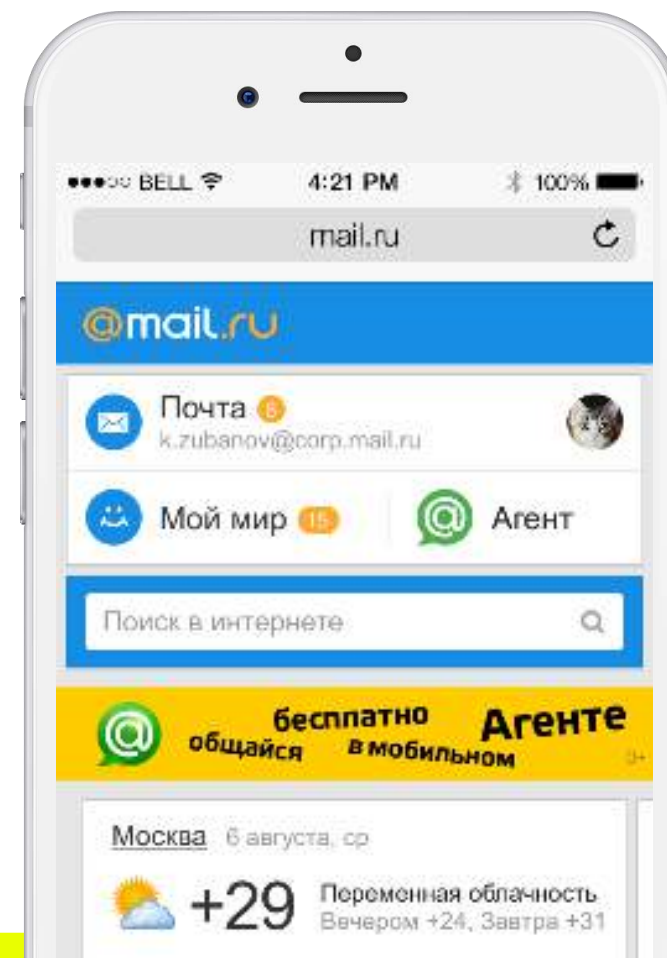 BELL 4:21 PM 100%
mail.ru
@mail.ru
Почта 6
k.zubanov@corp.mail.ru
Мой мир 15 Агент
Поиск в интернете
общайся бесплатно в мобильном Агенте
Москва 6 августа, ср
+29 Переменная облачность
Вечером +24, Завтра +31